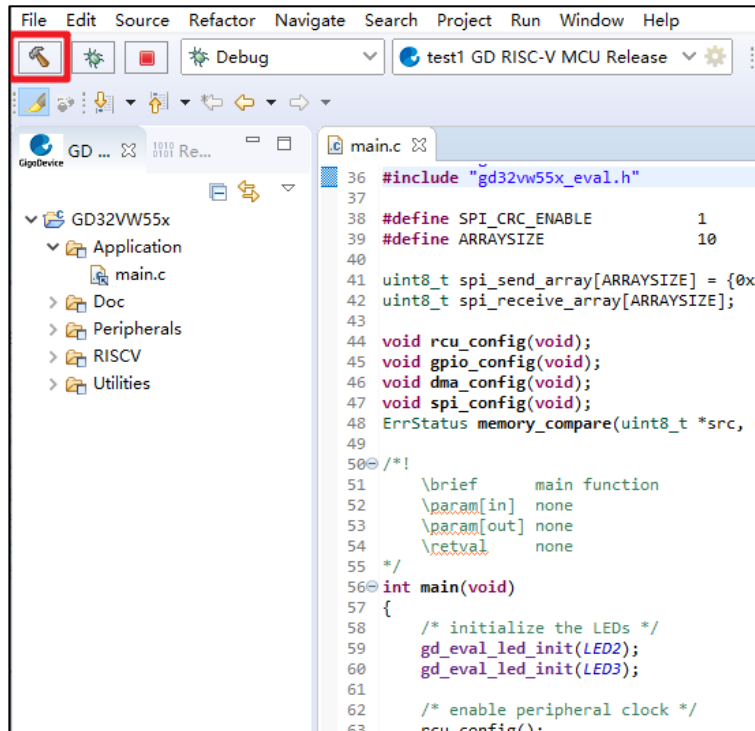 File Edit Source Refactor Navigate Search Project Run Window Help
Debug
test1 GD RISC-V MCU Release
GigaDevice
GD ...
1010
0101
Re...
main.c
GD32VW55x
Application
main.c
Doc
Peripherals
RISCV
Utilities
36 #include "gd32vw55x_eval.h"
37
38 #define SPI_CRC_ENABLE 1
39 #define ARRAYSIZE 10
40
41 uint8_t spi_send_array[ARRAYSIZE] = {0x
42 uint8_t spi_receive_array[ARRAYSIZE];
43
44 void rcu_config(void);
45 void gpio_config(void);
46 void dma_config(void);
47 void spi_config(void);
48 ErrStatus memory_compare(uint8_t *src,
49
50 /*!
51 \brief main function
52 \param[in] none
53 \param[out] none
54 \retval none
55 */
56 int main(void)
57 {
58 /* initialize the LEDs */
59 gd_eval_led_init(LED2);
60 gd_eval_led_init(LED3);
61
62 /* enable peripheral clock */
63 rcu_config();